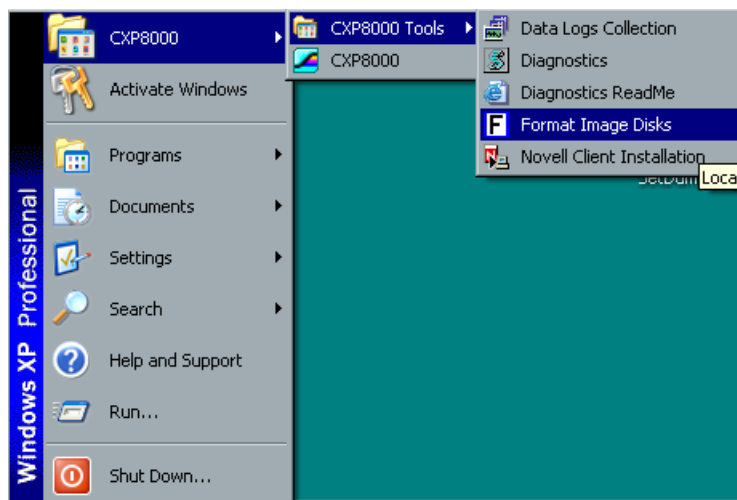 CXP8000
Activate Windows
Programs
Documents
Settings
Search
Help and Support
Run...
Shut Down...
Windows XP Professional
CXP8000 Tools
CXP8000
Data Logs Collection
Diagnostics
Diagnostics ReadMe
Format Image Disks
Novell Client Installation
Loca